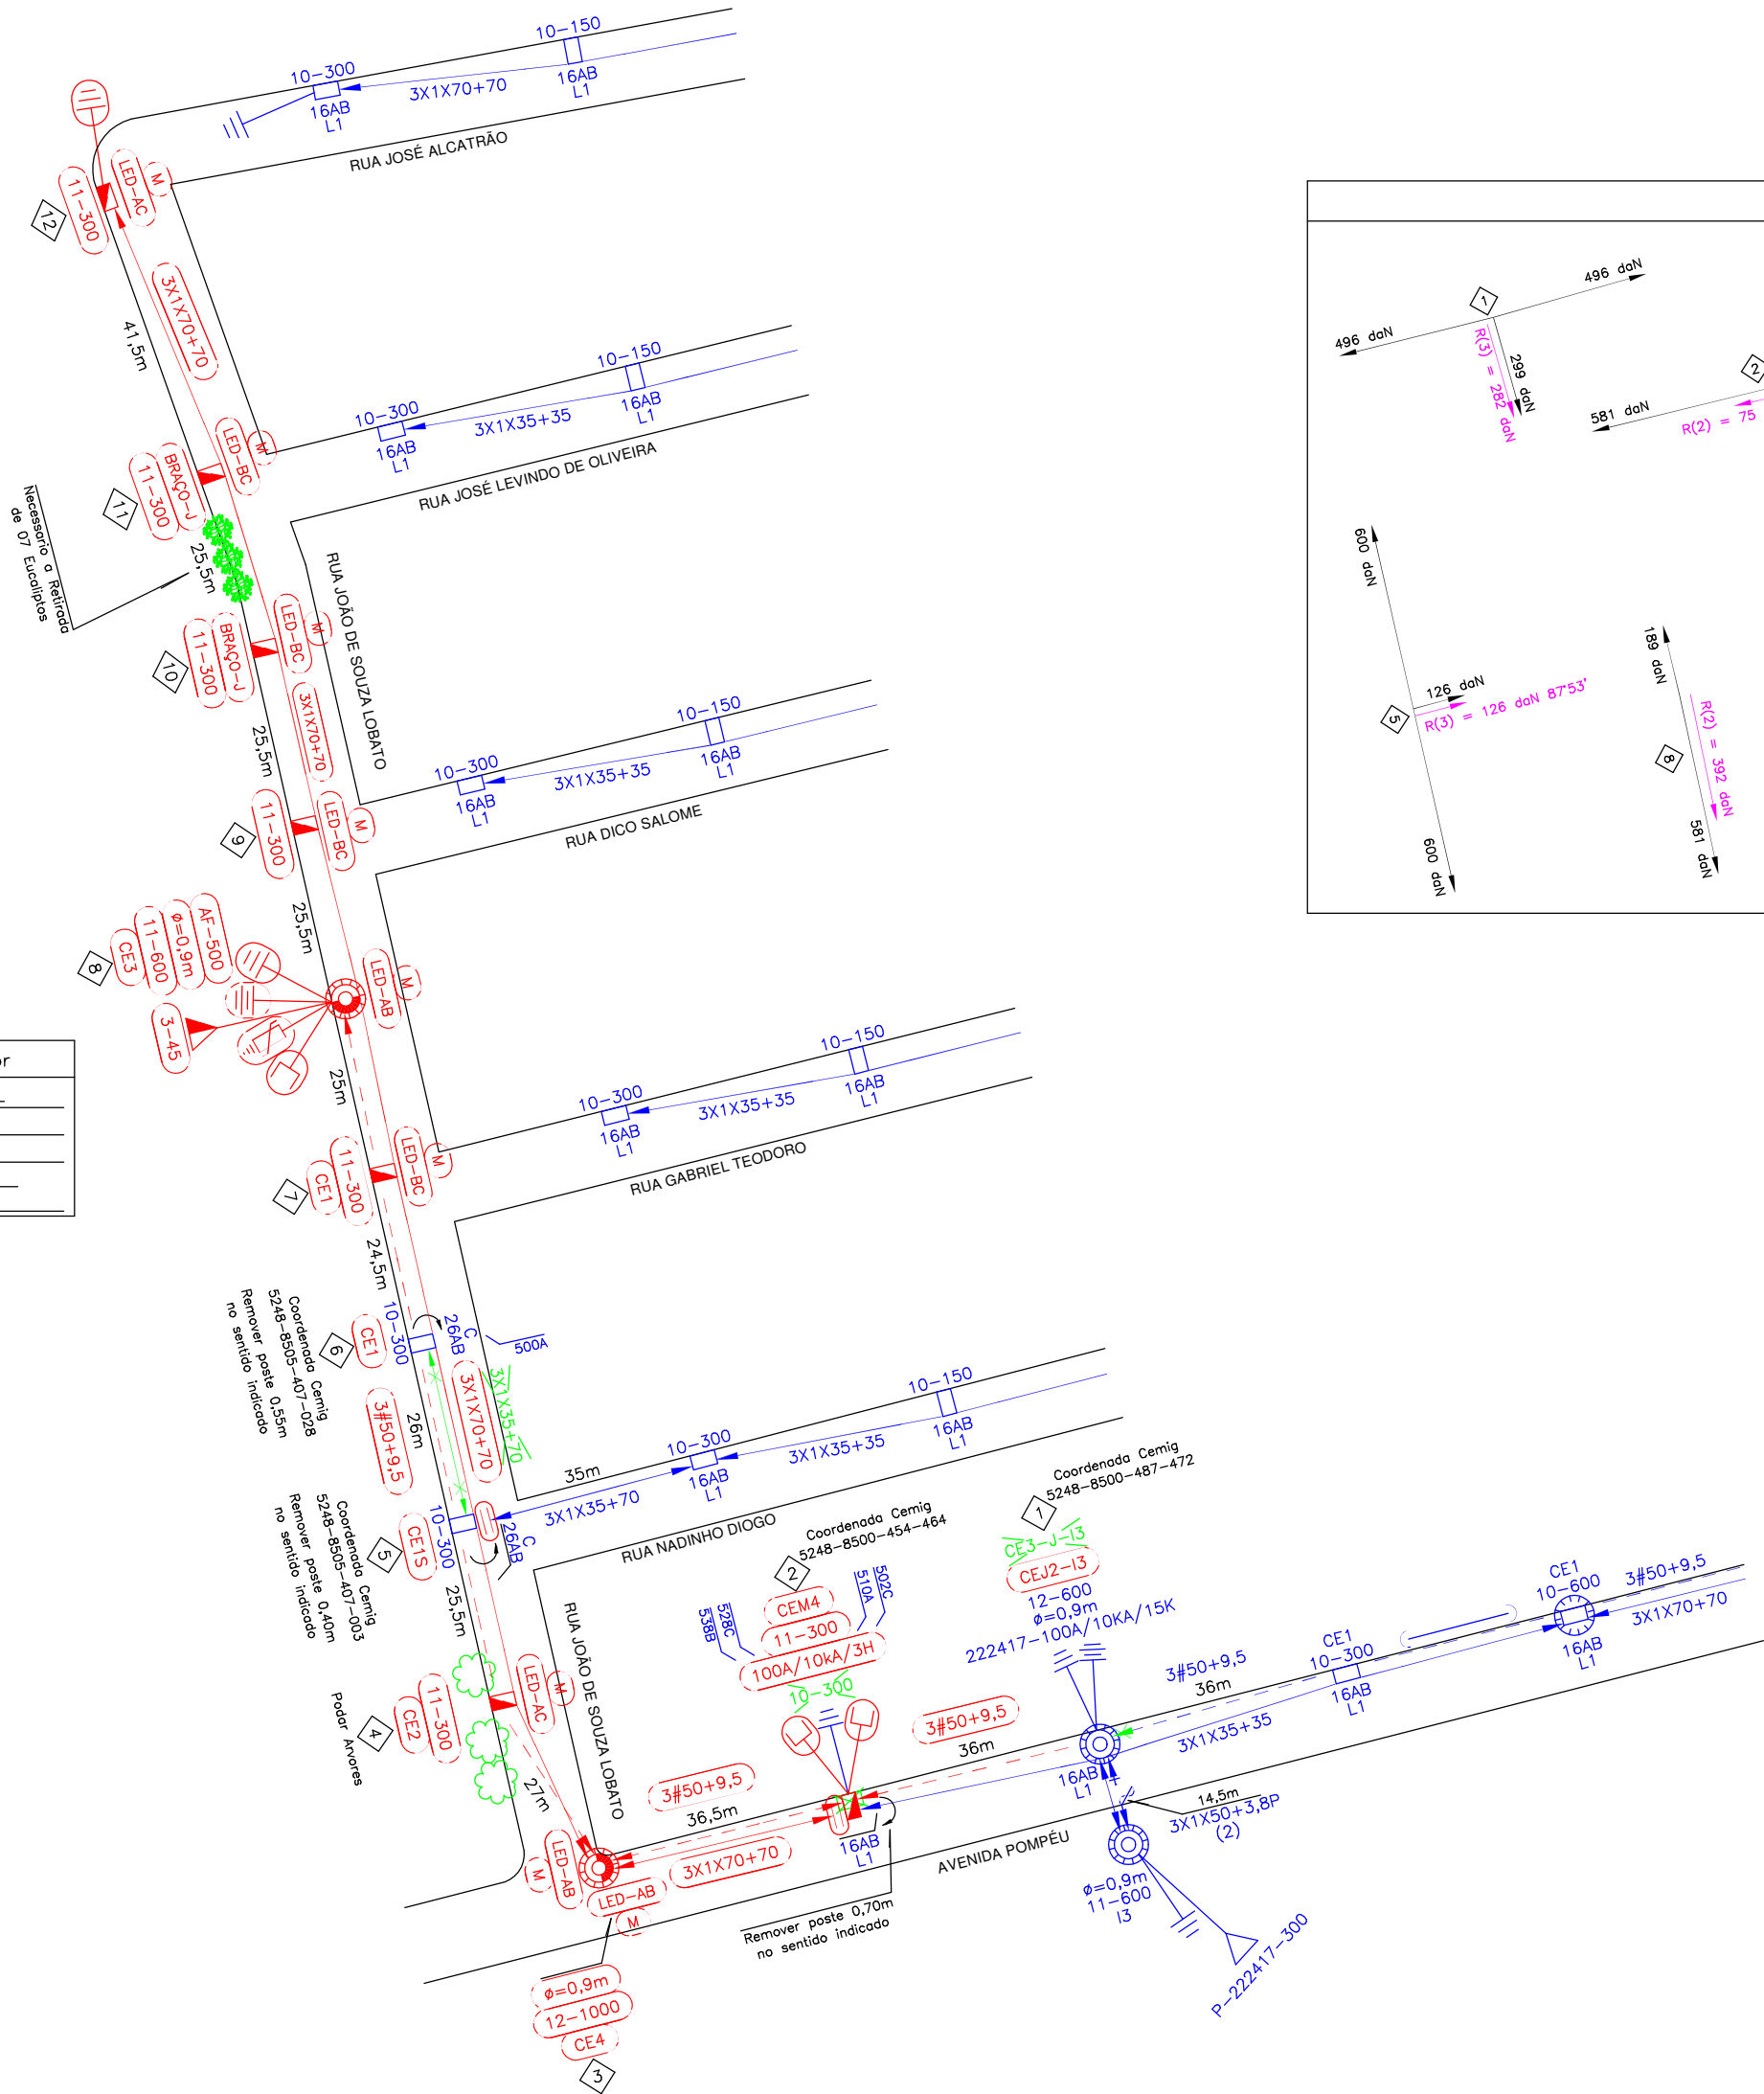 10-150
10-300
3X1X70+70
16AB
L1
16AB
L1
RUA JOSÉ ALCATRÃO
M
LED-AC
11-300
12
3X1X70+70
41,5m
10-150
10-300
3X1X35+35
16AB
L1
16AB
L1
RUA JOSÉ LEVINDO DE OLIVEIRA
M
LED-BC
BRAÇO-J
11-300
11
Necessario a Retirada
de 07 Eucaliptos
25,5m
RUA JOÃO DE SOUZA LOBATO
M
LED-BC
BRAÇO-J
11-300
10
3X1X70+70
25,5m
10-150
10-300
3X1X35+35
16AB
L1
16AB
L1
RUA DICO SALOME
M
LED-BC
11-300
9
25,5m
M
LED-AB
AF-500
ø=0,9m
11-600
CE3
8
3-45
25m
10-150
10-300
3X1X35+35
16AB
L1
16AB
L1
RUA GABRIEL TEODORO
M
LED-BC
11-300
CE1
7
24,5m
Coordenada Cemig
5248-8505-407-028
Remover poste 0,55m
no sentido indicado
6
CE1
10-300
C
26AB
500A
3X1X35+70
3X1X70+70
26m
3#50+9,5
10-150
10-300
35m
3X1X35+35
3X1X35+70
16AB
L1
16AB
L1
RUA NADINHO DIOGO
Coordenada Cemig
5248-8505-407-003
Remover poste 0,40m
no sentido indicado
5
CE1S
10-300
C
26AB
25,5m
RUA JOÃO DE SOUZA LOBATO
M
LED-AC
11-300
CE2
4
Podar Arvores
27m
LED-AB
M
LED-AB
M
ø=0,9m
12-1000
CE4
3
3#50+9,5
36,5m
3X1X70+70
Coordenada Cemig
5248-8500-454-464
2
CEM4
11-300
100A/10kA/3H
10-300
538B
528C
510A
502C
16AB
L1
Remover poste 0,70m
no sentido indicado
3#50+9,5
36m
AVENIDA POMPÉU
Coordenada Cemig
5248-8500-487-472
1
CE3-J-I3
CEJ2-I3
12-600
ø=0,9m
222417-100A/10KA/15K
16AB
L1
3#50+9,5
36m
3X1X35+35
CE1
10-300
16AB
L1
CE1
10-600
3#50+9,5
3X1X70+70
16AB
L1
14,5m
3X1X50+3,8P
(2)
ø=0,9m
11-600
I3
P-222417-300
496 daN
1
496 daN
299 daN
R(3) = 282 daN
2
581 daN
R(2) = 75
600 daN
126 daN
R(3) = 126 daN 87°53'
5
600 daN
189 daN
R(2) = 392 daN
8
581 daN
or